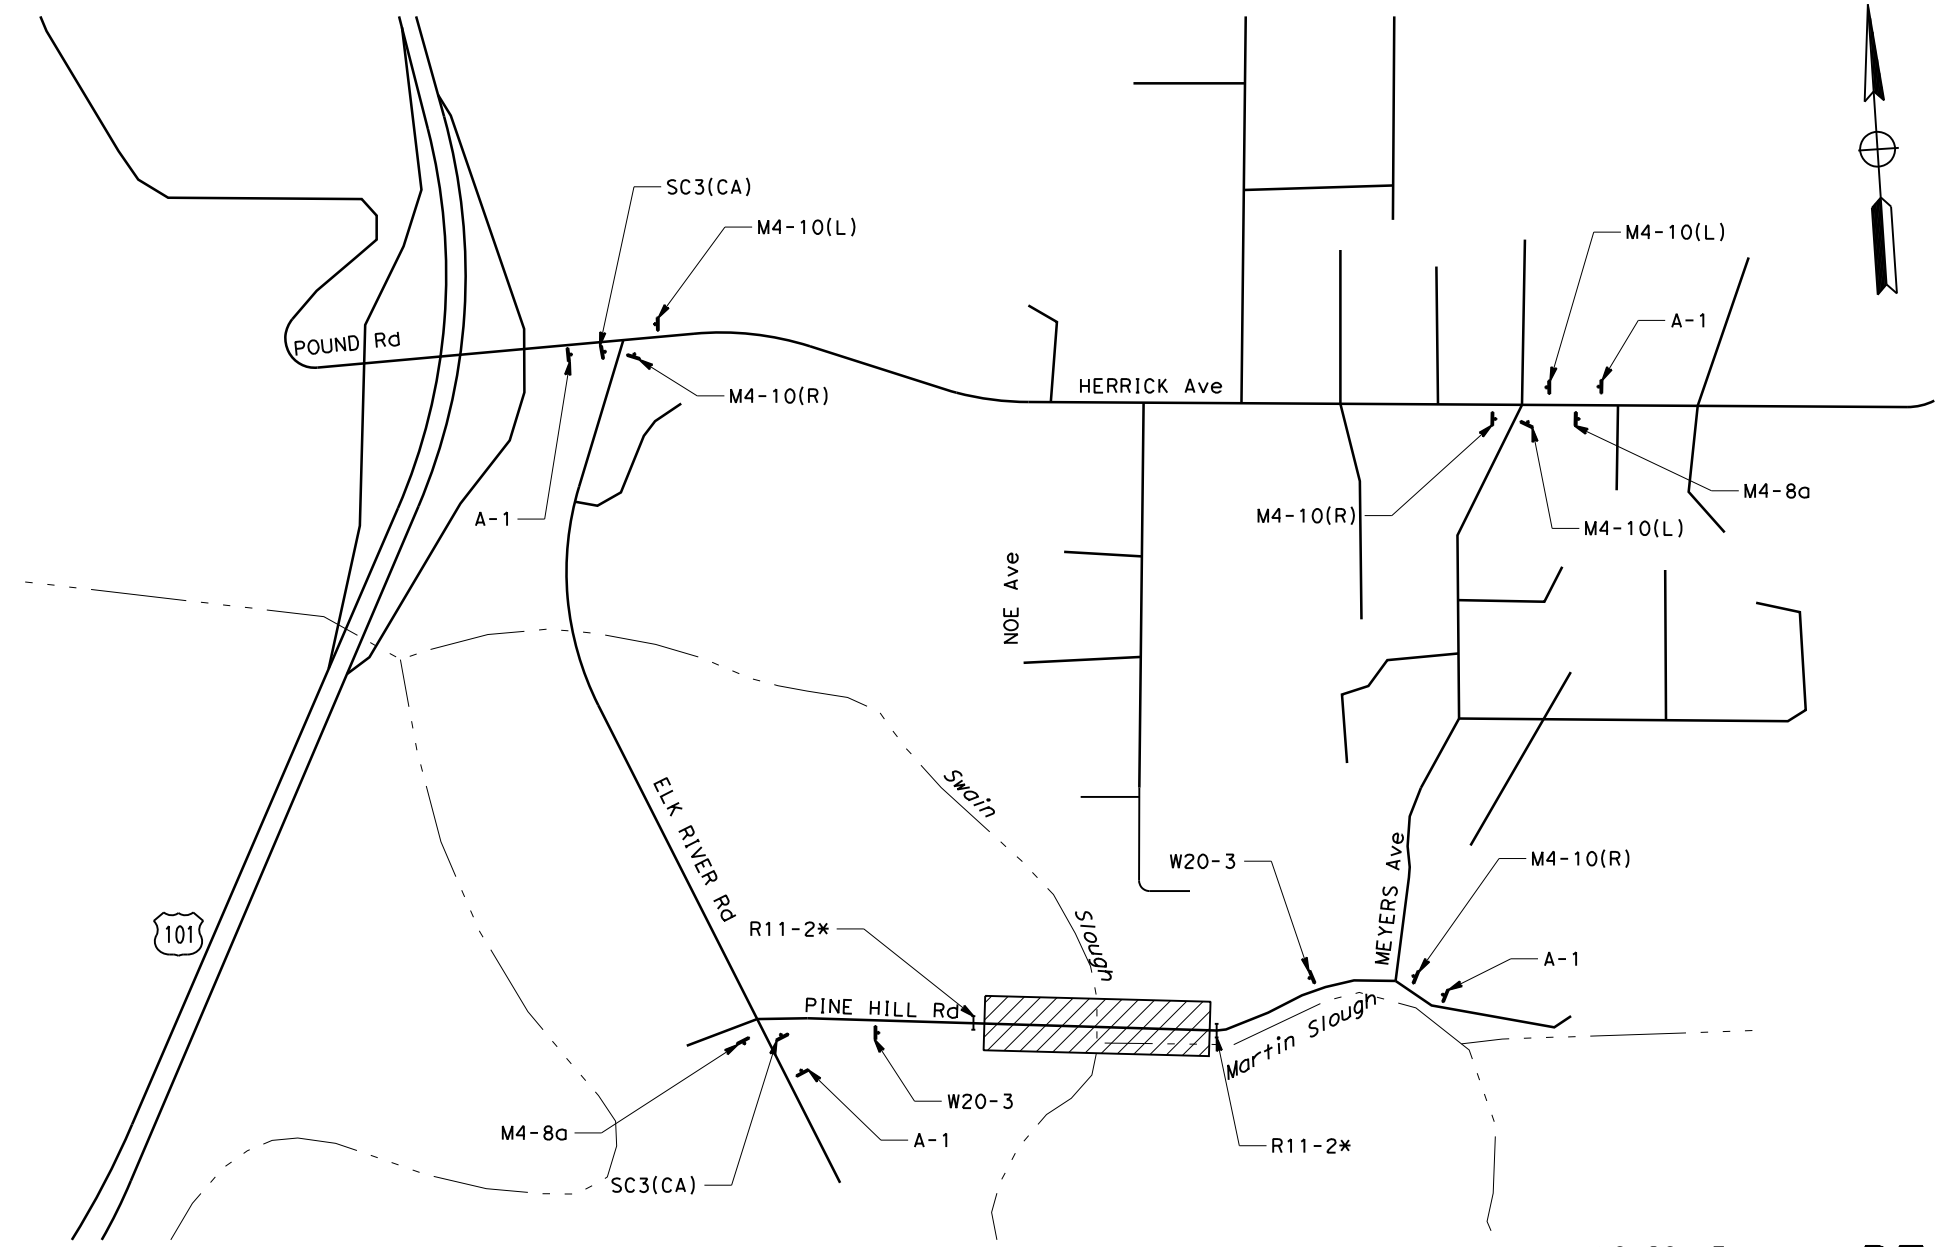 SC3(CA)
M4-10(L)
M4-10(L)
A-1
POUND Rd
HERRICK Ave
M4-10(R)
A-1
M4-8a
M4-10(R)
M4-10(L)
NOE Ave
Swain
ELK RIVER Rd
MEYERS Ave
W20-3
M4-10(R)
101
R11-2*
Slough
A-1
PINE HILL Rd
Martin Slough
W20-3
M4-8a
A-1
R11-2*
SC3(CA)